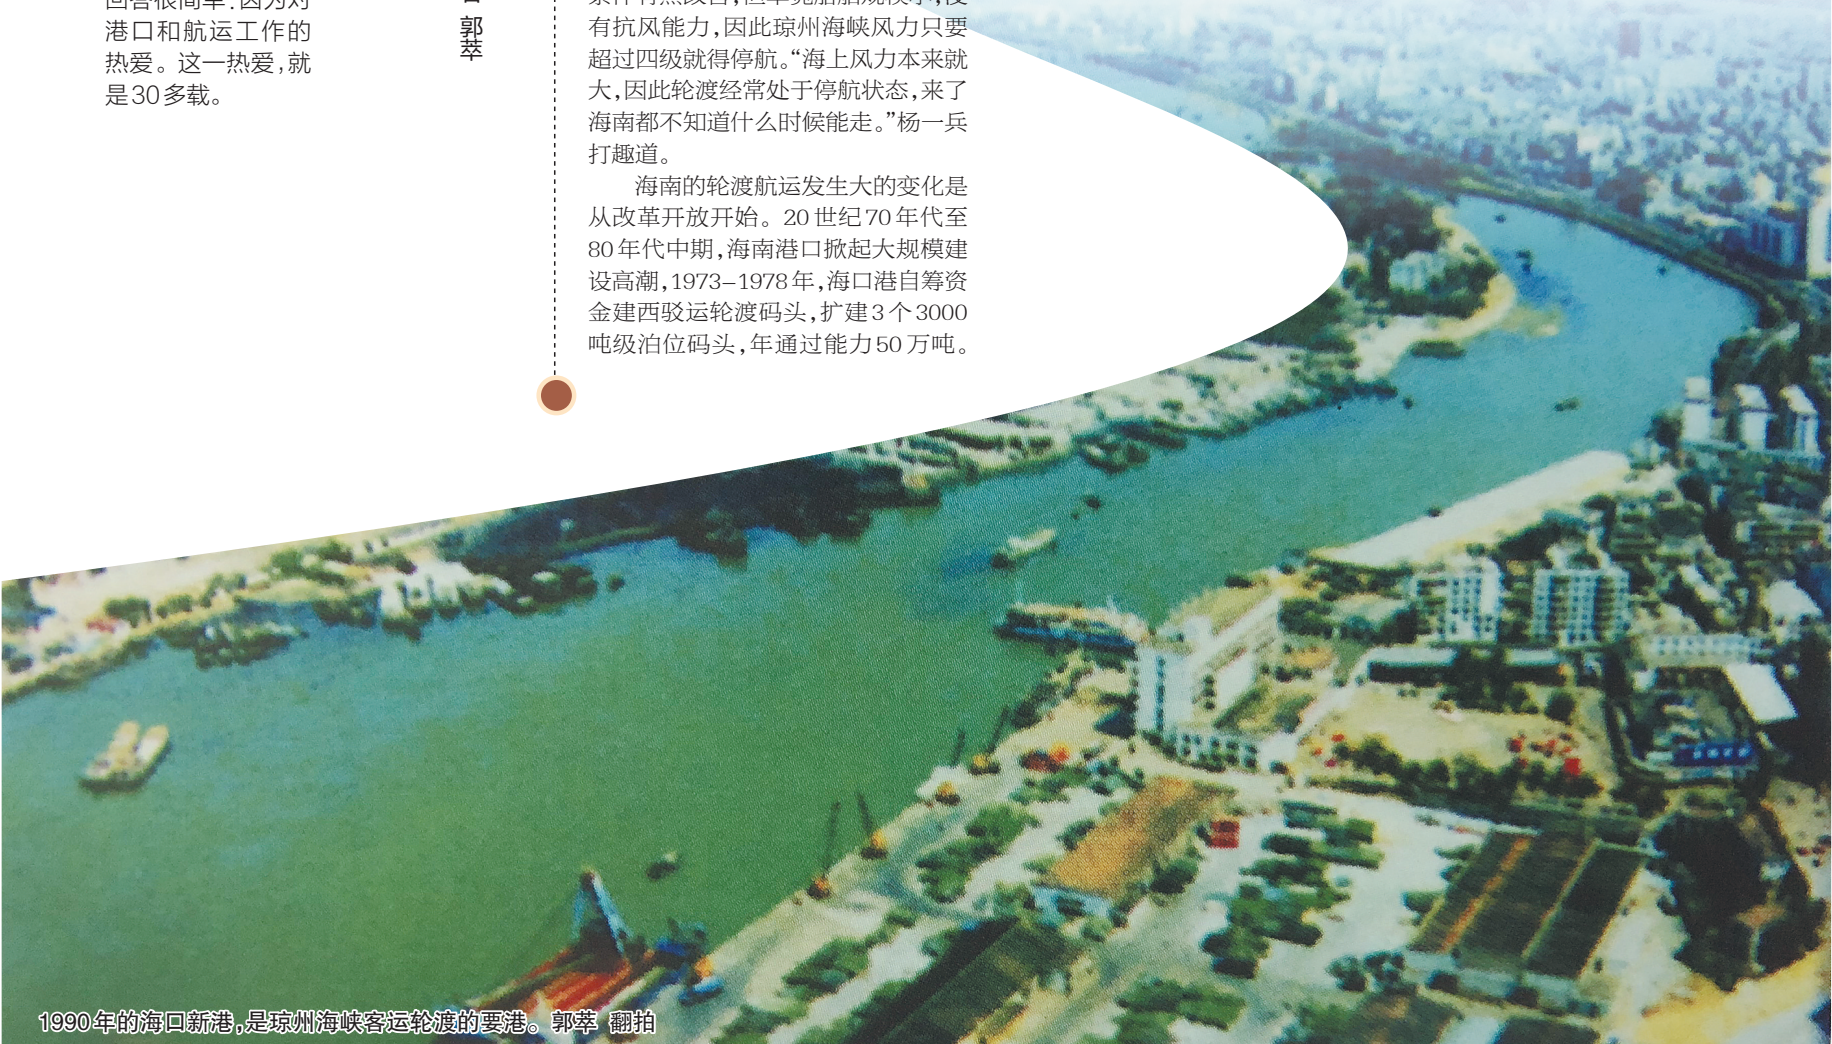 回答很简单:因为对
港口和航运工作的
热爱。这一热爱,就
是30多载。
郭萃
有抗风能力,因此琼州海峡风力只要
超过四级就得停航。“海上风力本来就
大,因此轮渡经常处于停航状态,来了
海南都不知道什么时候能走。”杨一兵
打趣道。
海南的轮渡航运发生大的变化是
从改革开放开始。20世纪70年代至
80年代中期,海南港口掀起大规模建
设高潮,1973—1978年,海口港自筹资
金建西驳运轮渡码头,扩建3个3000
吨级泊位码头,年通过能力50万吨。
1990年的海口新港,是琼州海峡客运轮渡的要港。郭萃 翻拍